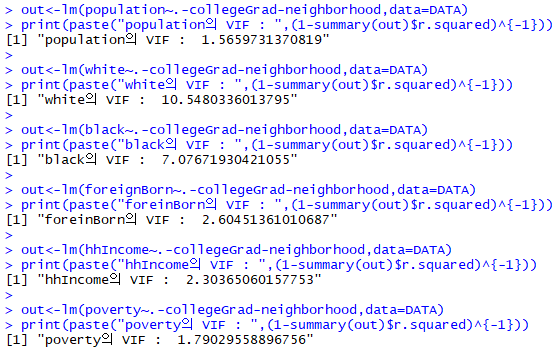 > out<-lm(population~.-collegeGrad-neighborhood,data=DATA)
> print(paste("population의 VIF : ",(1-summary(out)$r.squared)^{-1}))
[1] "population의 VIF :  1.5659731370819"
>
> out<-lm(white~.-collegeGrad-neighborhood,data=DATA)
> print(paste("white의 VIF : ",(1-summary(out)$r.squared)^{-1}))
[1] "white의 VIF :  10.5480336013795"
>
> out<-lm(black~.-collegeGrad-neighborhood,data=DATA)
> print(paste("black의 VIF : ",(1-summary(out)$r.squared)^{-1}))
[1] "black의 VIF :  7.07671930421055"
>
> out<-lm(foreignBorn~.-collegeGrad-neighborhood,data=DATA)
> print(paste("foreinBorn의 VIF : ",(1-summary(out)$r.squared)^{-1}))
[1] "foreinBorn의 VIF :  2.60451361010687"
>
> out<-lm(hhIncome~.-collegeGrad-neighborhood,data=DATA)
> print(paste("hhIncome의 VIF : ",(1-summary(out)$r.squared)^{-1}))
[1] "hhIncome의 VIF :  2.30365060157753"
>
> out<-lm(poverty~.-collegeGrad-neighborhood,data=DATA)
> print(paste("poverty의 VIF : ",(1-summary(out)$r.squared)^{-1}))
[1] "poverty의 VIF :  1.79029558896756"